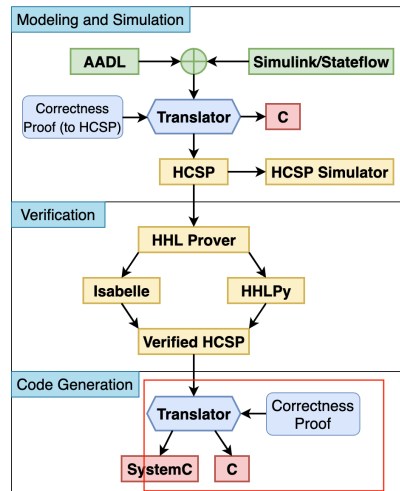 Modeling and Simulation
AADL
Simulink/Stateflow
Correctness
Proof (to HCSP)
Translator
C
HCSP
HCSP Simulator
Verification
HHL Prover
Isabelle
HHLPy
Verified HCSP
Code Generation
Translator
Correctness
Proof
SystemC
C